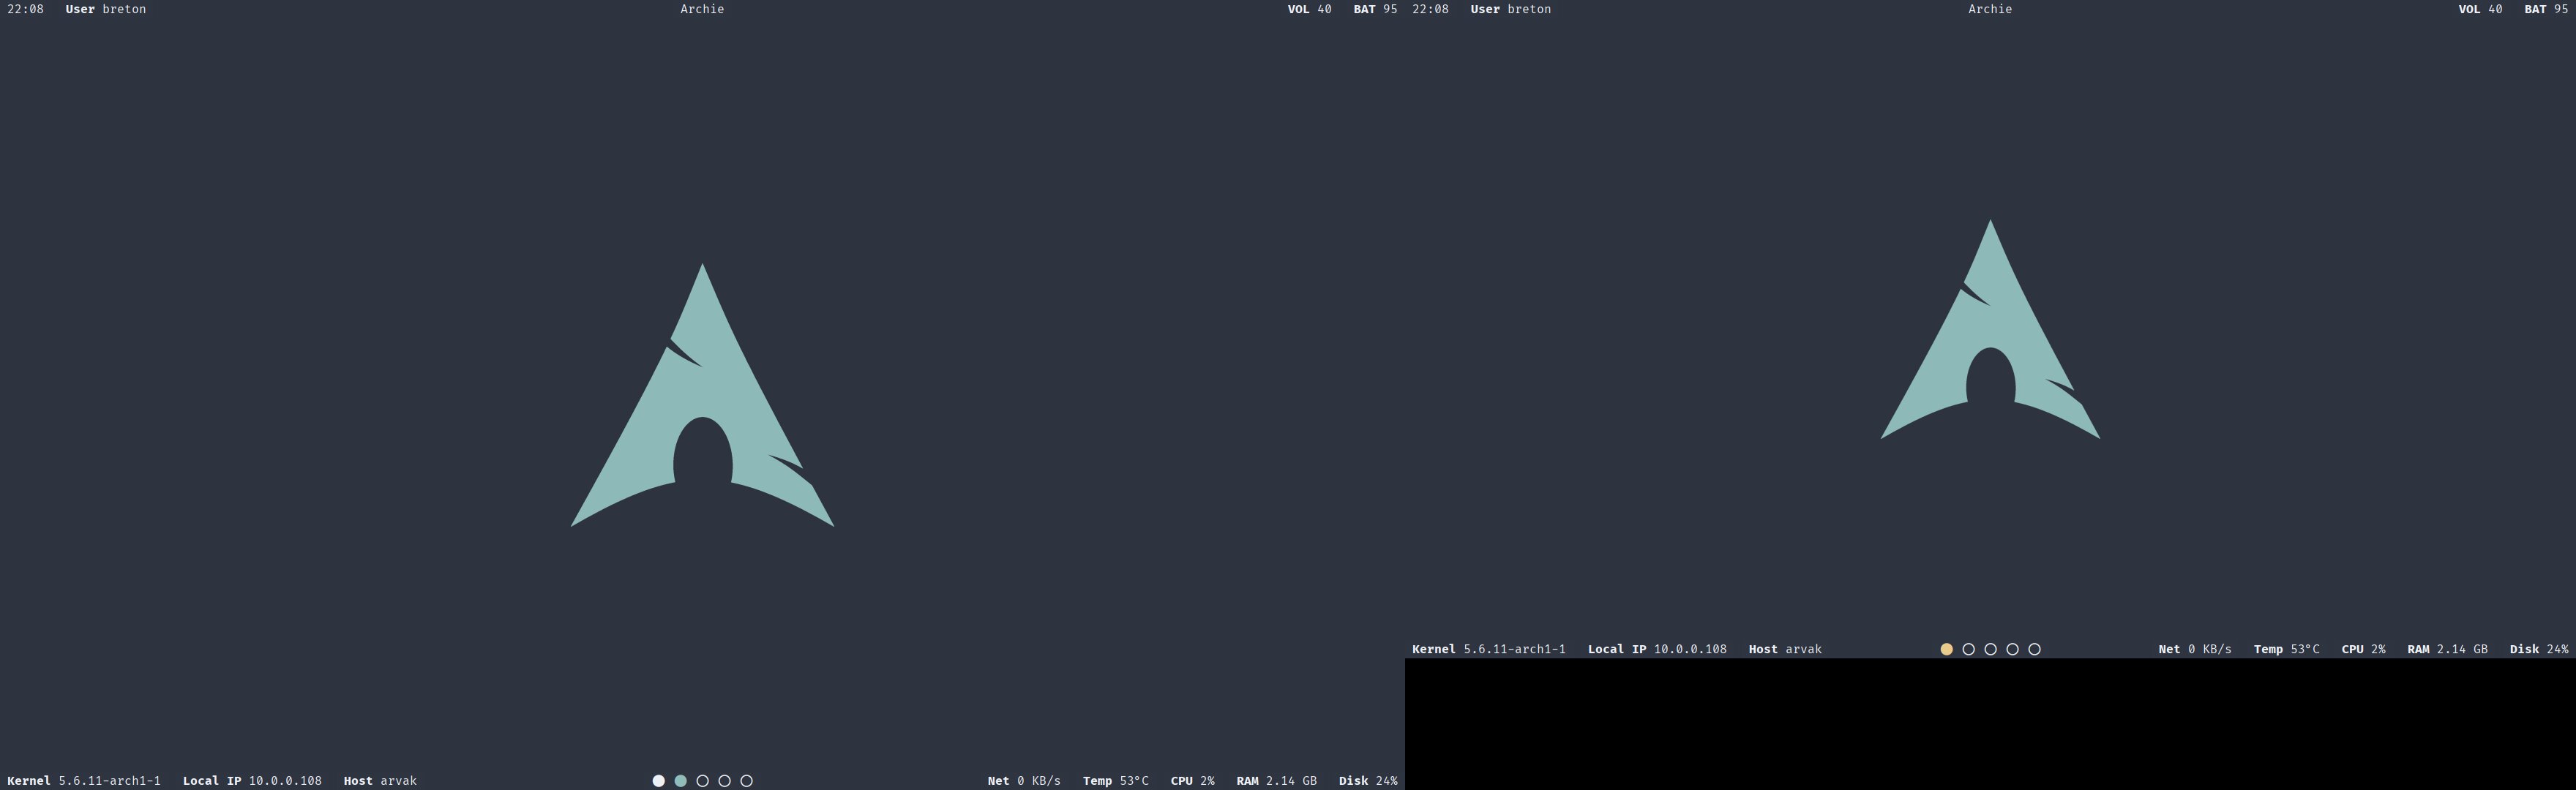 22:08 User breton Archie VOL 40 BAT 95
Kernel 5.6.11-arch1-1 Local IP 10.0.0.108 Host arvak Net 0 KB/s Temp 53°C CPU 2% RAM 2.14 GB Disk 24%
22:08 User breton Archie VOL 40 BAT 95
Kernel 5.6.11-arch1-1 Local IP 10.0.0.108 Host arvak Net 0 KB/s Temp 53°C CPU 2% RAM 2.14 GB Disk 24%